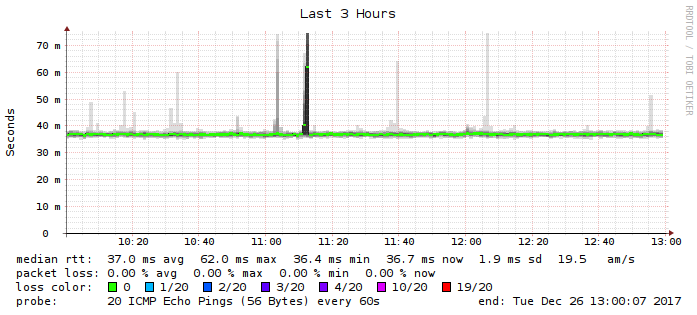 Last 3 Hours
RRDTOOL / TOBI OETIKER
Seconds
70 m
60 m
50 m
40 m
30 m
20 m
10 m
0
10:20 10:40 11:00 11:20 11:40 12:00 12:20 12:40 13:00
median rtt: 37.0 ms avg 62.0 ms max 36.4 ms min 36.7 ms now 1.9 ms sd 19.5 am/s
packet loss: 0.00 % avg 0.00 % max 0.00 % min 0.00 % now
loss color: 0 1/20 2/20 3/20 4/20 10/20 19/20
probe: 20 ICMP Echo Pings (56 Bytes) every 60s end: Tue Dec 26 13:00:07 2017